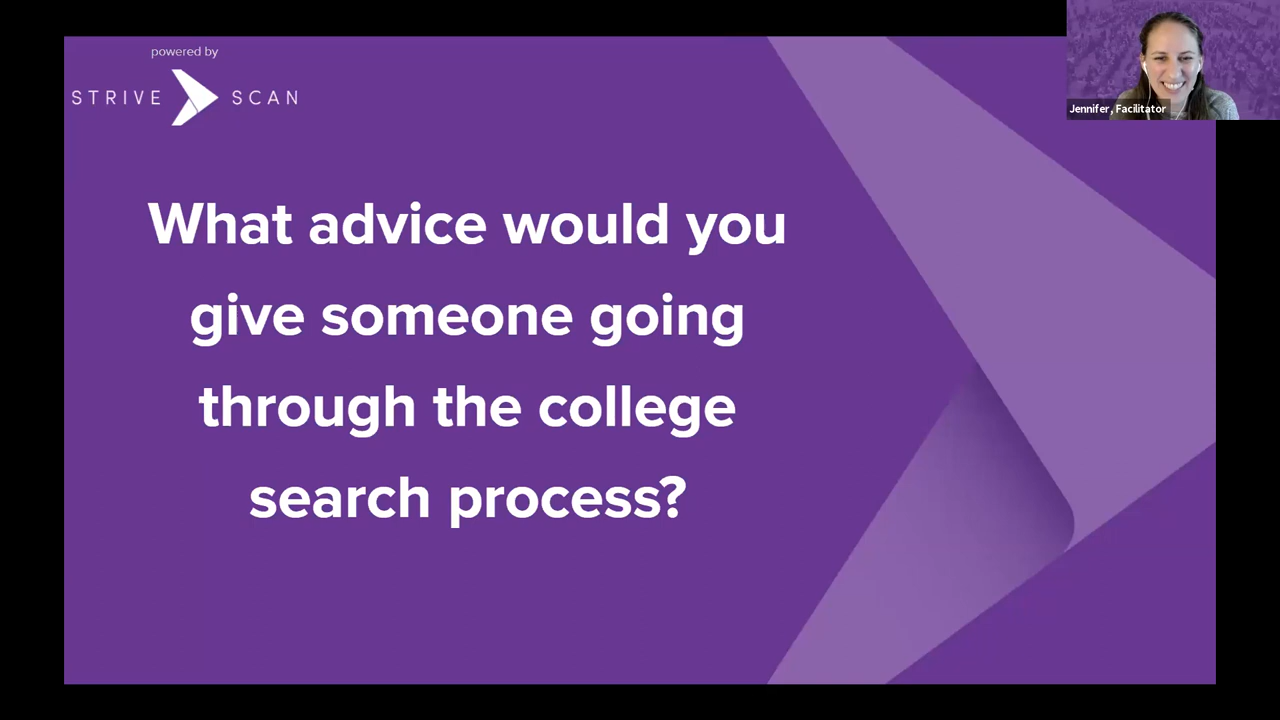 powered by
STRIVE SCAN
Jennifer, Facilitator
What advice would you
give someone going
through the college
search process?